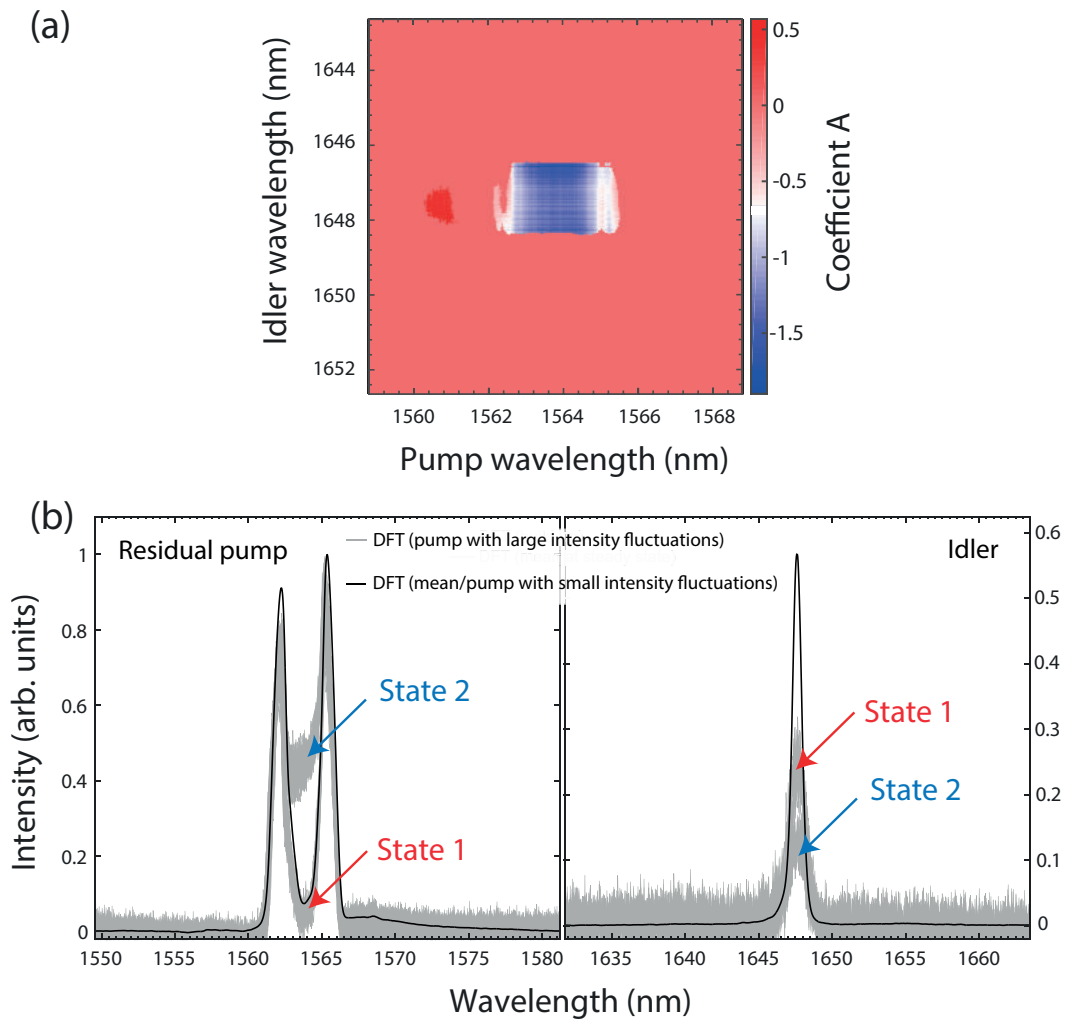 (a)
Idler wavelength (nm)
1644
1646
1648
1650
1652
1560 1562 1564 1566 1568
Pump wavelength (nm)
0.5
0
-0.5
-1
-1.5
Coefficient A
(b)
Residual pump
DFT (pump with large intensity fluctuations)
DFT (mean/pump with small intensity fluctuations)
Idler
Intensity (arb. units)
1
0.8
0.6
0.4
0.2
0
State 2
State 1
State 1
State 2
0.6
0.5
0.4
0.3
0.2
0.1
0
1550 1555 1560 1565 1570 1575 1580 1635 1640 1645 1650 1655 1660
Wavelength (nm)